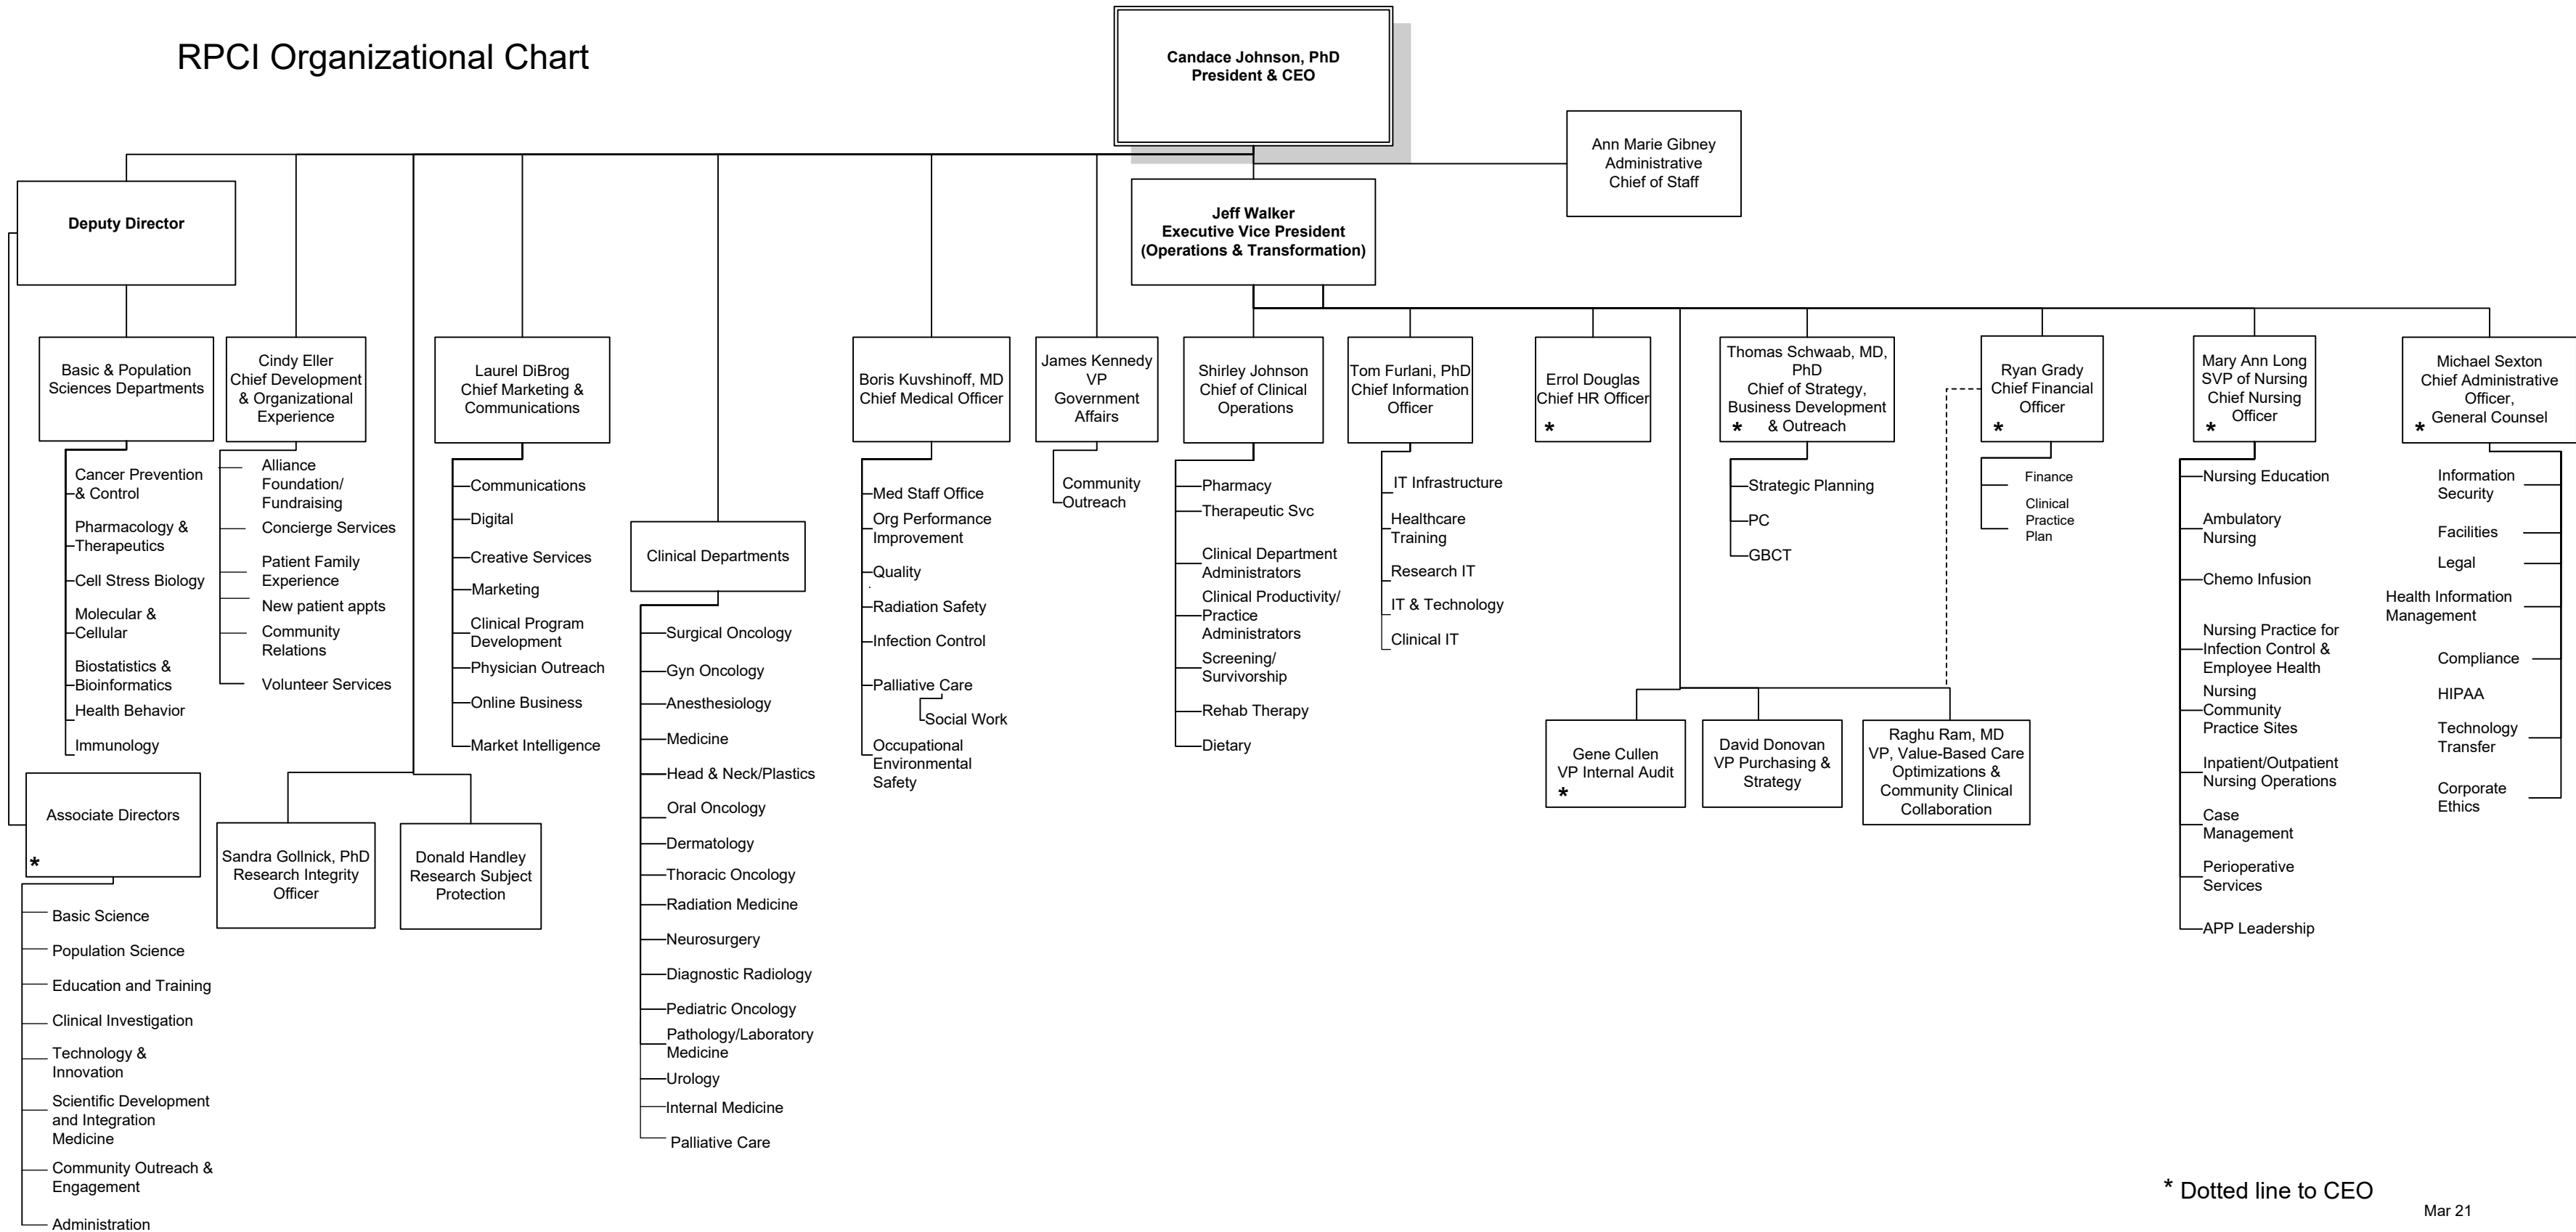 RPCI Organizational Chart
Candace Johnson, PhD
President & CEO
Ann Marie Gibney
Administrative
Chief of Staff
Deputy Director
Jeff Walker
Executive Vice President
(Operations & Transformation)
Basic & Population
Sciences Departments
Cancer Prevention
& Control
Pharmacology &
Therapeutics
Cell Stress Biology
Molecular &
Cellular
Biostatistics &
Bioinformatics
Health Behavior
Immunology
Associate Directors
*
Basic Science
Population Science
Education and Training
Clinical Investigation
Technology &
Innovation
Scientific Development
and Integration
Medicine
Community Outreach &
Engagement
Administration
Cindy Eller
Chief Development
& Organizational
Experience
Alliance
Foundation/
Fundraising
Concierge Services
Patient Family
Experience
New patient appts
Community
Relations
Volunteer Services
Sandra Gollnick, PhD
Research Integrity
Officer
Donald Handley
Research Subject
Protection
Laurel DiBrog
Chief Marketing &
Communications
Communications
Digital
Creative Services
Marketing
Clinical Program
Development
Physician Outreach
Online Business
Market Intelligence
Clinical Departments
Surgical Oncology
Gyn Oncology
Anesthesiology
Medicine
Head & Neck/Plastics
Oral Oncology
Dermatology
Thoracic Oncology
Radiation Medicine
Neurosurgery
Diagnostic Radiology
Pediatric Oncology
Pathology/Laboratory
Medicine
Urology
Internal Medicine
Palliative Care
Boris Kuvshinoff, MD
Chief Medical Officer
Med Staff Office
Org Performance
Improvement
Quality
.
Radiation Safety
Infection Control
Palliative Care
Social Work
Occupational
Environmental
Safety
James Kennedy
VP
Government
Affairs
Community
Outreach
Shirley Johnson
Chief of Clinical
Operations
Pharmacy
Therapeutic Svc
Clinical Department
Administrators
Clinical Productivity/
Practice
Administrators
Screening/
Survivorship
Rehab Therapy
Dietary
Tom Furlani, PhD
Chief Information
Officer
IT Infrastructure
Healthcare
Training
Research IT
IT & Technology
Clinical IT
Errol Douglas
Chief HR Officer
*
Gene Cullen
VP Internal Audit
*
David Donovan
VP Purchasing &
Strategy
Raghu Ram, MD
VP, Value-Based Care
Optimizations &
Community Clinical
Collaboration
Thomas Schwaab, MD,
PhD
Chief of Strategy,
Business Development
* & Outreach
Strategic Planning
PC
GBCT
Ryan Grady
Chief Financial
Officer
*
Finance
Clinical
Practice
Plan
Mary Ann Long
SVP of Nursing
Chief Nursing
Officer
*
Nursing Education
Ambulatory
Nursing
Chemo Infusion
Nursing Practice for
Infection Control &
Employee Health
Nursing
Community
Practice Sites
Inpatient/Outpatient
Nursing Operations
Case
Management
Perioperative
Services
APP Leadership
Michael Sexton
Chief Administrative
Officer,
* General Counsel
Information
Security
Facilities
Legal
Health Information
Management
Compliance
HIPAA
Technology
Transfer
Corporate
Ethics
* Dotted line to CEO
Mar 21